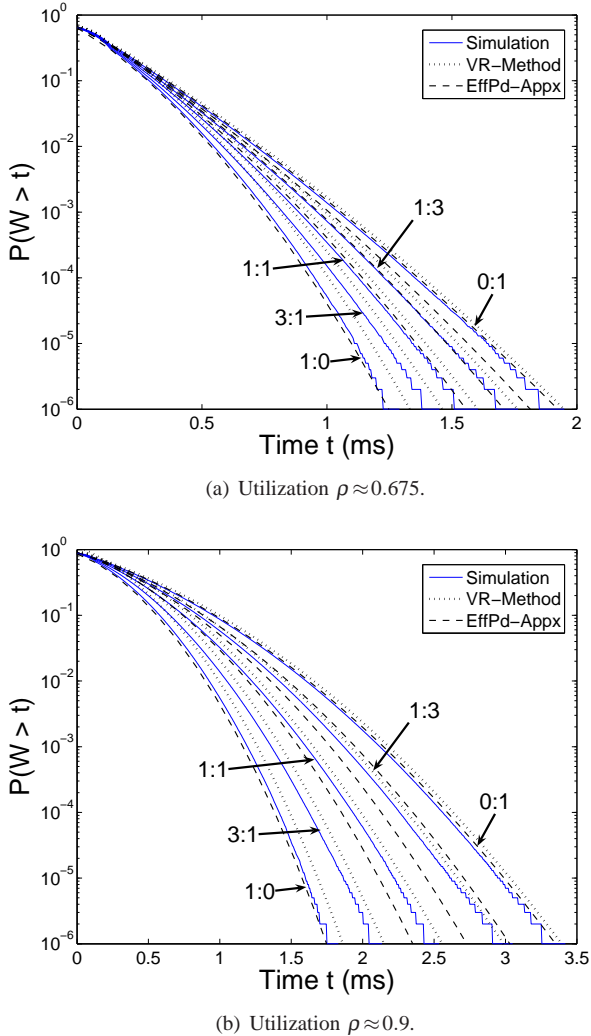 10^0
10^-1
10^-2
10^-3
10^-4
10^-5
10^-6
P(W > t)
Simulation
VR-Method
EffPd-Appx
1:3
1:1
0:1
3:1
1:0
0 0.5 1 1.5 2
Time t (ms)
(a) Utilization ρ≈0.675.
10^0
10^-1
10^-2
10^-3
10^-4
10^-5
10^-6
P(W > t)
Simulation
VR-Method
EffPd-Appx
1:3
1:1
0:1
3:1
1:0
0 0.5 1 1.5 2 2.5 3 3.5
Time t (ms)
(b) Utilization ρ≈0.9.